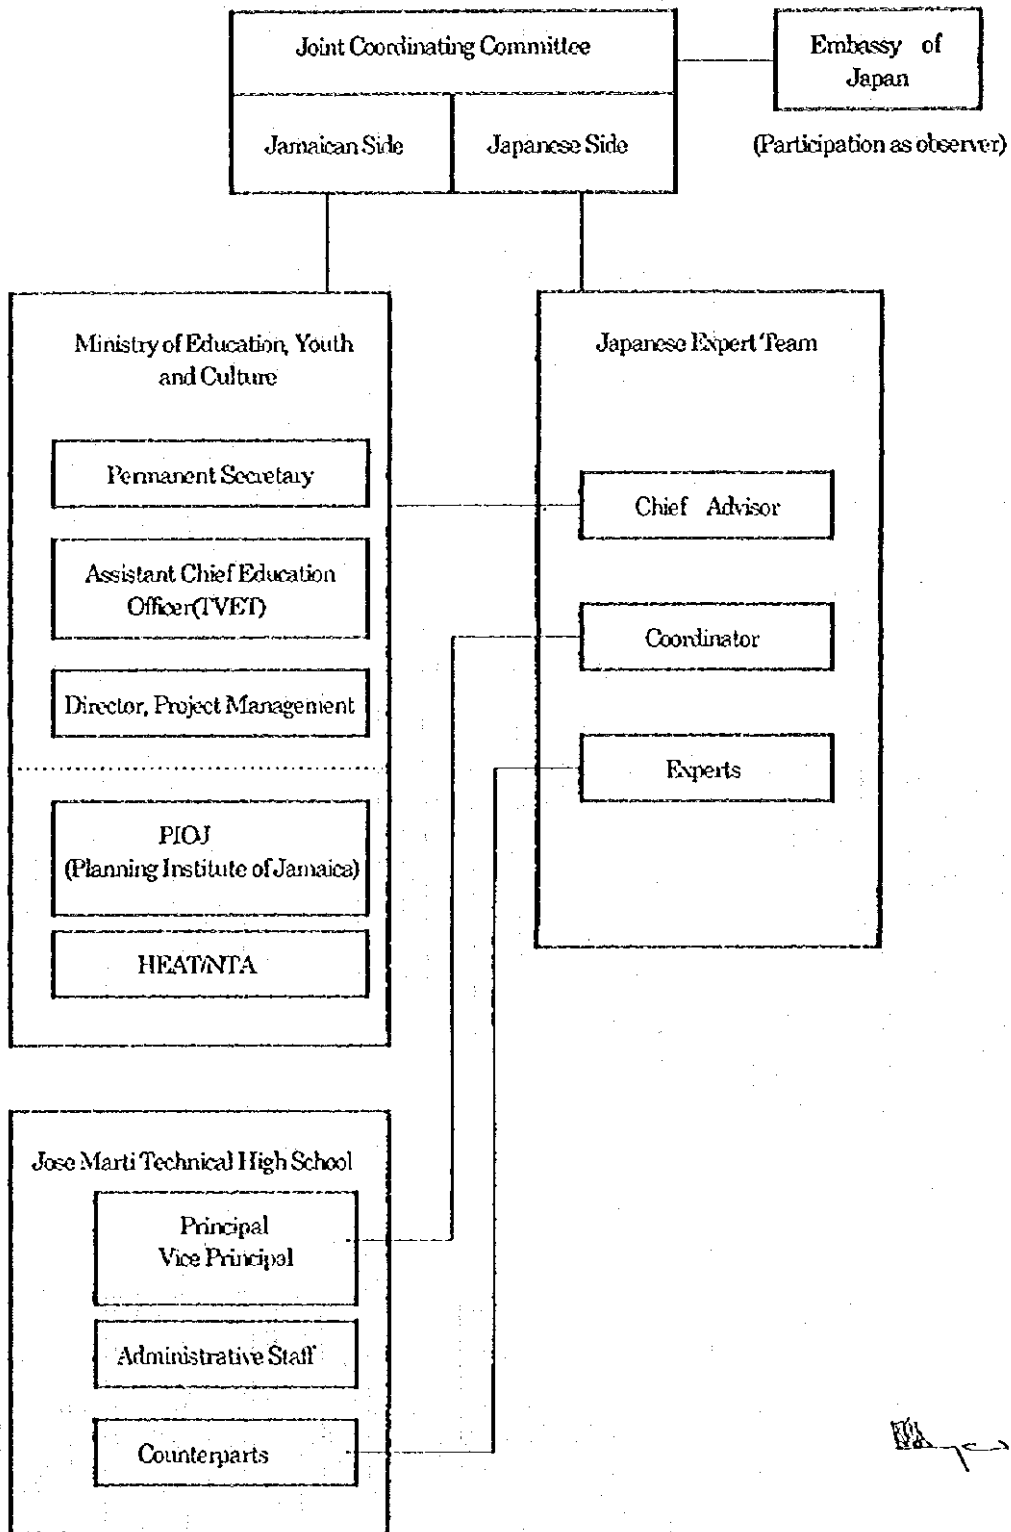 Joint Coordinating Committee
Embassy of
Japan
Jamaican Side
Japanese Side
(Participation as observer)
Ministry of Education, Youth
and Culture
Japanese Expert Team
Permanent Secretary
Chief Advisor
Assistant Chief Education
Officer(TVET)
Coordinator
Director, Project Management
Experts
PIOJ
(Planning Institute of Jamaica)
HEAT/NTA
Jose Marti Technical High School
Principal
Vice Principal
Administrative Staff
Counterparts